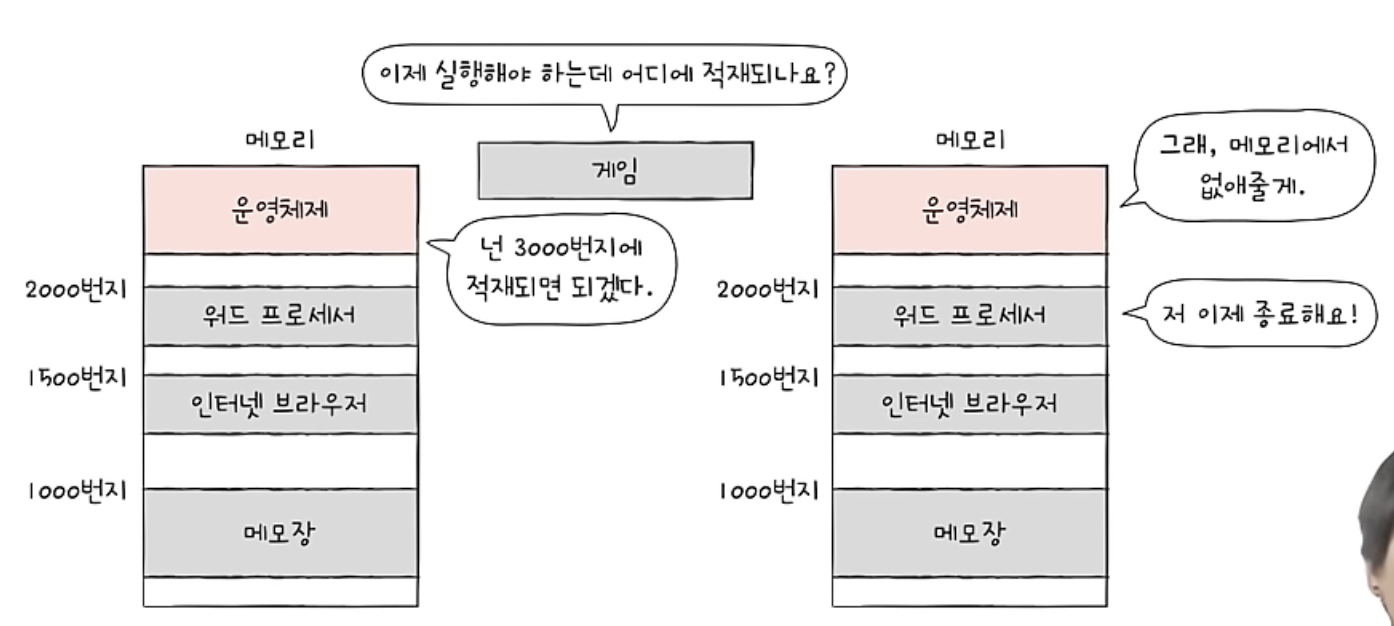 이제 실행해야 하는데 어디에 적재되나요?
메모리
게임
운영체제
넌 3000번지에
적재되면 되겠다.
2000번지
워드 프로세서
1500번지
인터넷 브라우저
1000번지
메모장
메모리
그래, 메모리에서
없애줄게.
운영체제
2000번지
워드 프로세서
저 이제 종료해요!
1500번지
인터넷 브라우저
1000번지
메모장